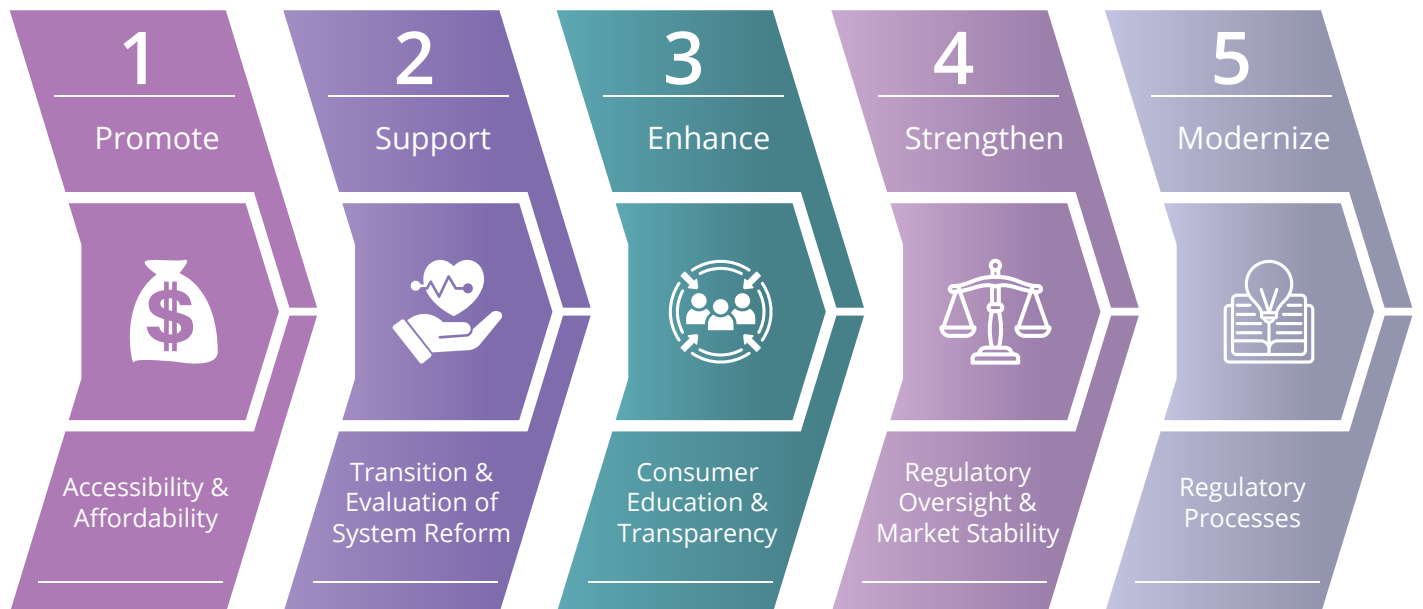 1
Promote
$
Accessibility &
Affordability
2
Support
Transition &
Evaluation of
System Reform
3
Enhance
Consumer
Education &
Transparency
4
Strengthen
Regulatory
Oversight &
Market Stability
5
Modernize
Regulatory
Processes